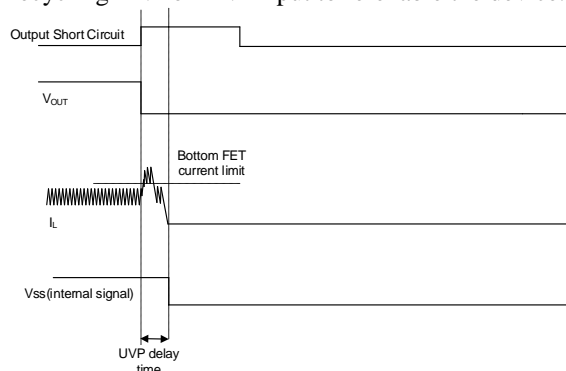 Output Short Circuit
VOUT
Bottom FET
current limit
IL
Vss(internal signal)
UVP delay
time